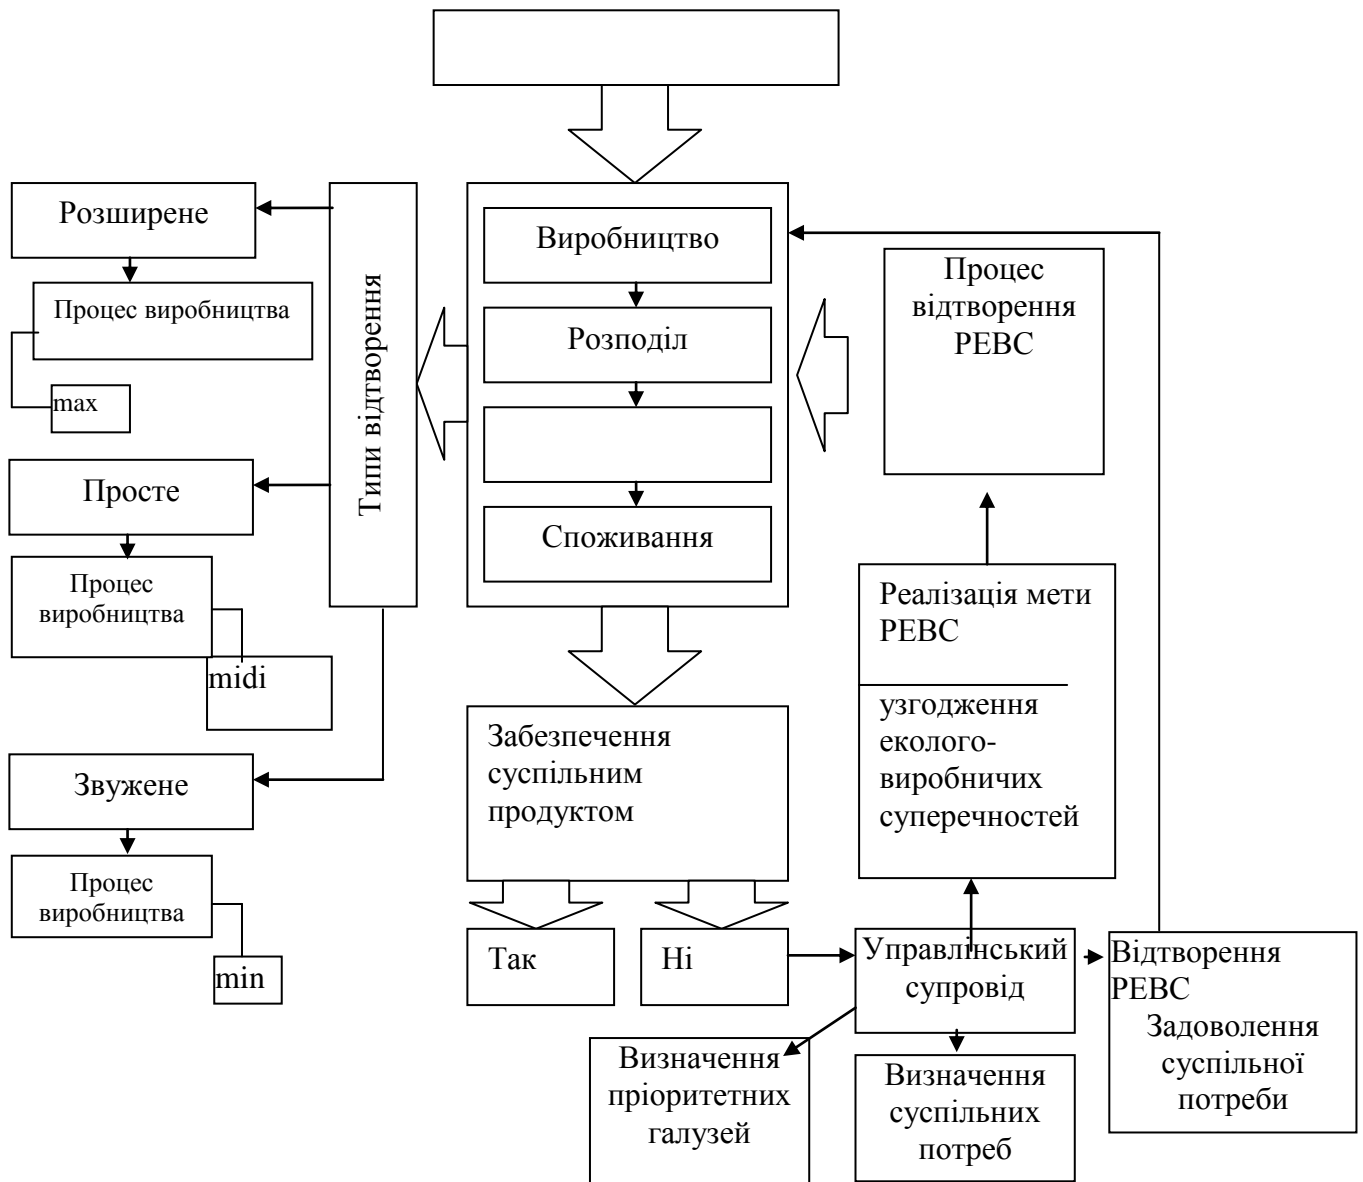 Розширене
Процес виробництва
max
Просте
Процес
виробництва
midi
Звужене
Процес
виробництва
min
Типи відтворення
Виробництво
Розподіл
Споживання
Забезпечення
суспільним
продуктом
Так
Ні
Процес
відтворення
РЕВС
Реалізація мети
РЕВС
узгодження
еколого-
виробничих
суперечностей
Управлінський
супровід
Визначення
пріоритетних
галузей
Визначення
суспільних
потреб
Відтворення
РЕВС
Задоволення
суспільної
потреби